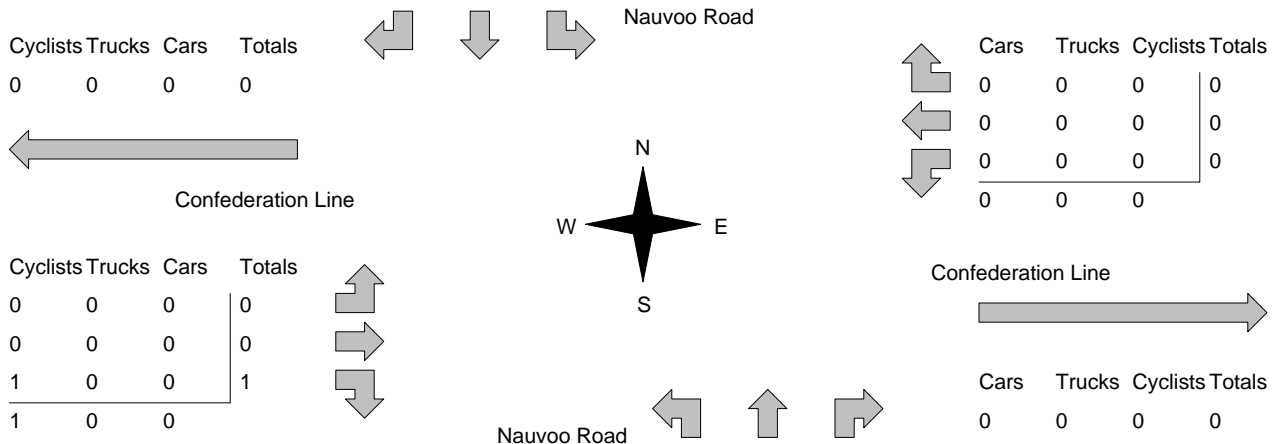 Nauvoo Road
Cyclists Trucks Cars Totals
0 0 0 0
Cars Trucks Cyclists Totals
0 0 0 0
0 0 0 0
0 0 0 0
0 0 0
Confederation Line
N
W E
S
Cyclists Trucks Cars Totals
0 0 0 0
0 0 0 0
1 0 0 1
1 0 0
Confederation Line
Cars Trucks Cyclists Totals
0 0 0 0
Nauvoo Road